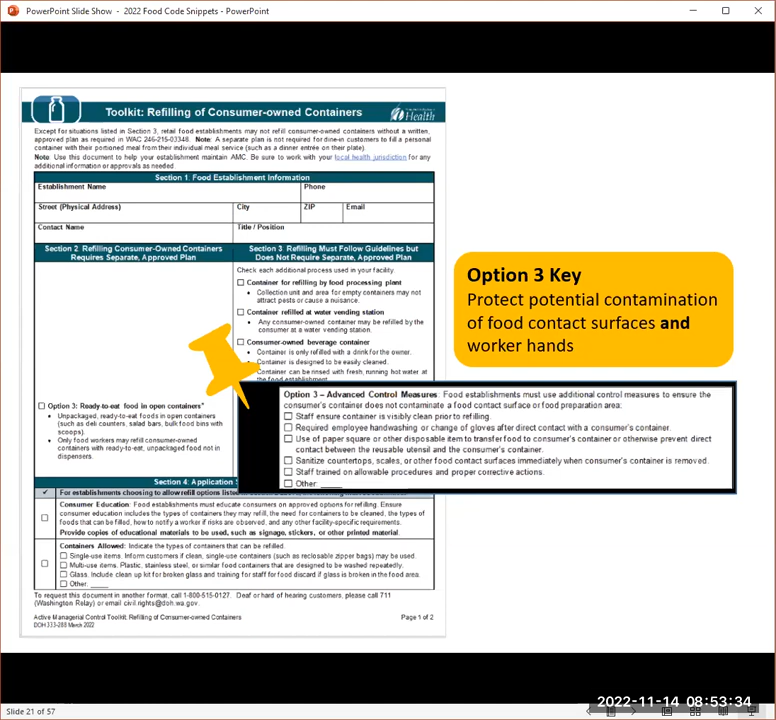 PowerPoint Slide Show - 2022 Food Code Snippets - PowerPoint
Toolkit: Refilling of Consumer-owned Containers
Health
Except for situations listed in Section 3, retail food establishments may not refill consumer-owned containers without a written,
approved plan as required in WAC 246-215-03348. Note: A separate plan is not required for dine-in customers to fill a personal
container with their portioned meal from their individual meal service (such as a dinner entrée on their plate).
Note: Use this document to help your establishment maintain AMC. Be sure to work with your local health jurisdiction for any
additional information or approvals as needed.
Section 1: Food Establishment Information
Establishment Name
Phone
Street (Physical Address)
City
ZIP
Email
Contact Name
Title / Position
Section 2: Refilling Consumer-Owned Containers
Requires Separate, Approved Plan
Section 3: Refilling Must Follow Guidelines but
Does Not Require Separate, Approved Plan
Check each additional process used in your facility.
Container for refilling by food processing plant
• Collection unit and area for empty containers may not
attract pests or cause a nuisance.
Container refilled at water vending station
• Any consumer-owned container may be refilled by the
consumer at a water vending station.
Consumer-owned beverage container
• Container is only refilled with a drink for the owner.
• Container is designed to be easily cleaned.
Container can be rinsed with fresh, running hot water at
the food establishment
Option 3 Key
Protect potential contamination
of food contact surfaces and
worker hands
Option 3: Ready-to-eat food in open containers*
• Unpackaged, ready-to-eat foods in open containers
(such as deli counters, salad bars, bulk food bins with
scoops).
• Only food workers may refill consumer-owned
containers with ready-to-eat, unpackaged food not in
dispensers.
Option 3 – Advanced Control Measures: Food establishments must use additional control measures to ensure the
consumer's container does not contaminate a food contact surface or food preparation area:
Staff ensure container is visibly clean prior to refilling.
Required employee handwashing or change of gloves after direct contact with a consumer's container.
Use of paper square or other disposable item to transfer food to consumer's container or otherwise prevent direct
contact between the reusable utensil and the consumer's container.
Sanitize countertops, scales, or other food contact surfaces immediately when consumer's container is removed.
Staff trained on allowable procedures and proper corrective actions.
Other: _____
Section 4: Application
✓ For establishments choosing to allow refill options listed
Consumer Education: Food establishments must educate consumers on approved options for refilling. Ensure
consumer education includes the types of containers they may refill, the need for containers to be cleaned, the types of
foods that can be filled, how to notify a worker if risks are observed, and any other facility-specific requirements.
Provide copies of educational materials to be used, such as signage, stickers, or other printed material.
Containers Allowed: Indicate the types of containers that can be refilled.
Single-use items. Inform customers if clean, single-use containers (such as reclosable zipper bags) may be used.
Multi-use items. Plastic, stainless steel, or similar food containers that are designed to be washed repeatedly.
Glass. Include clean up kit for broken glass and training for staff for food discard if glass is broken in the food area.
Other: _____
To request this document in another format, call 1-800-515-0127. Deaf or hard of hearing customers, please call 711
(Washington Relay) or email civil.rights@doh.wa.gov.
Active Managerial Control Toolkit: Refilling of Consumer-owned Containers
Page 1 of 2
DOH 333-288 March 2022
2022-11-14 08:53:34
Slide 21 of 57